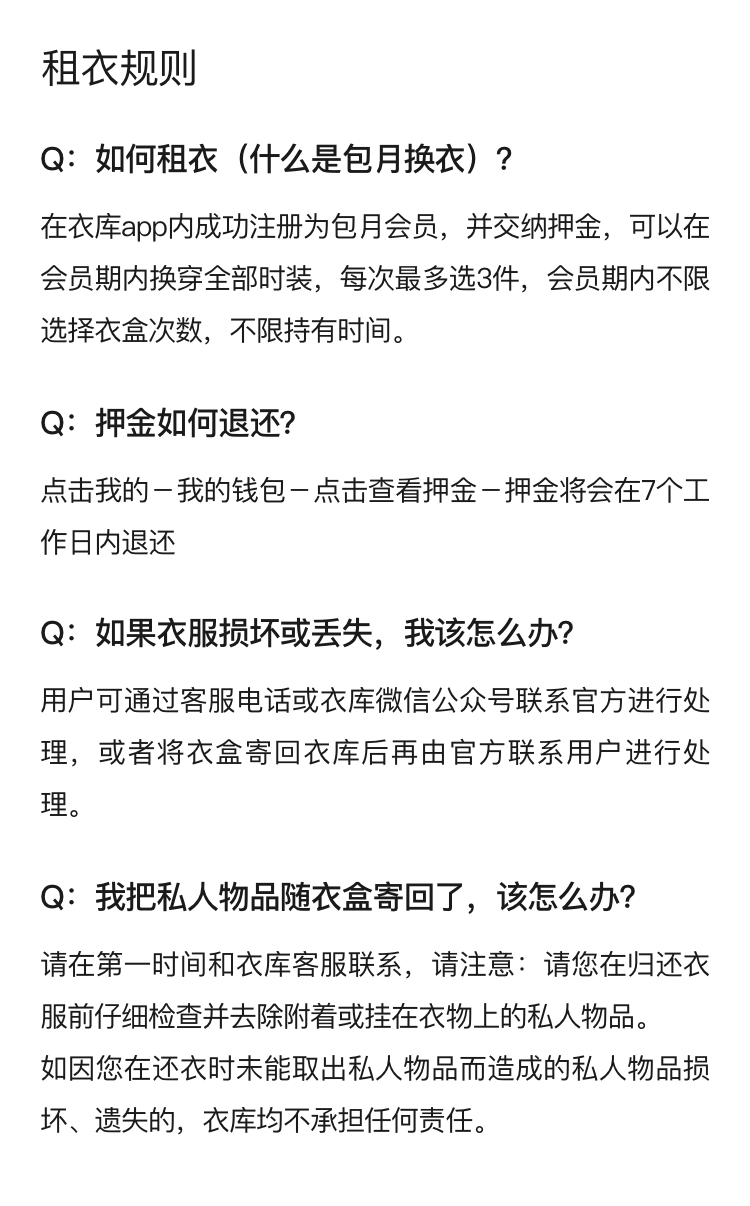 租衣规则
Q：如何租衣（什么是包月换衣）?
在衣库app内成功注册为包月会员，并交纳押金，可以在
会员期内换穿全部时装，每次最多选3件，会员期内不限
选择衣盒次数，不限持有时间。
Q：押金如何退还?
点击我的－我的钱包－点击查看押金－押金将会在7个工
作日内退还
Q：如果衣服损坏或丢失，我该怎么办?
用户可通过客服电话或衣库微信公众号联系官方进行处
理，或者将衣盒寄回衣库后再由官方联系用户进行处
理。
Q：我把私人物品随衣盒寄回了，该怎么办?
请在第一时间和衣库客服联系，请注意：请您在归还衣
服前仔细检查并去除附着或挂在衣物上的私人物品。
如因您在还衣时未能取出私人物品而造成的私人物品损
坏、遗失的，衣库均不承担任何责任。